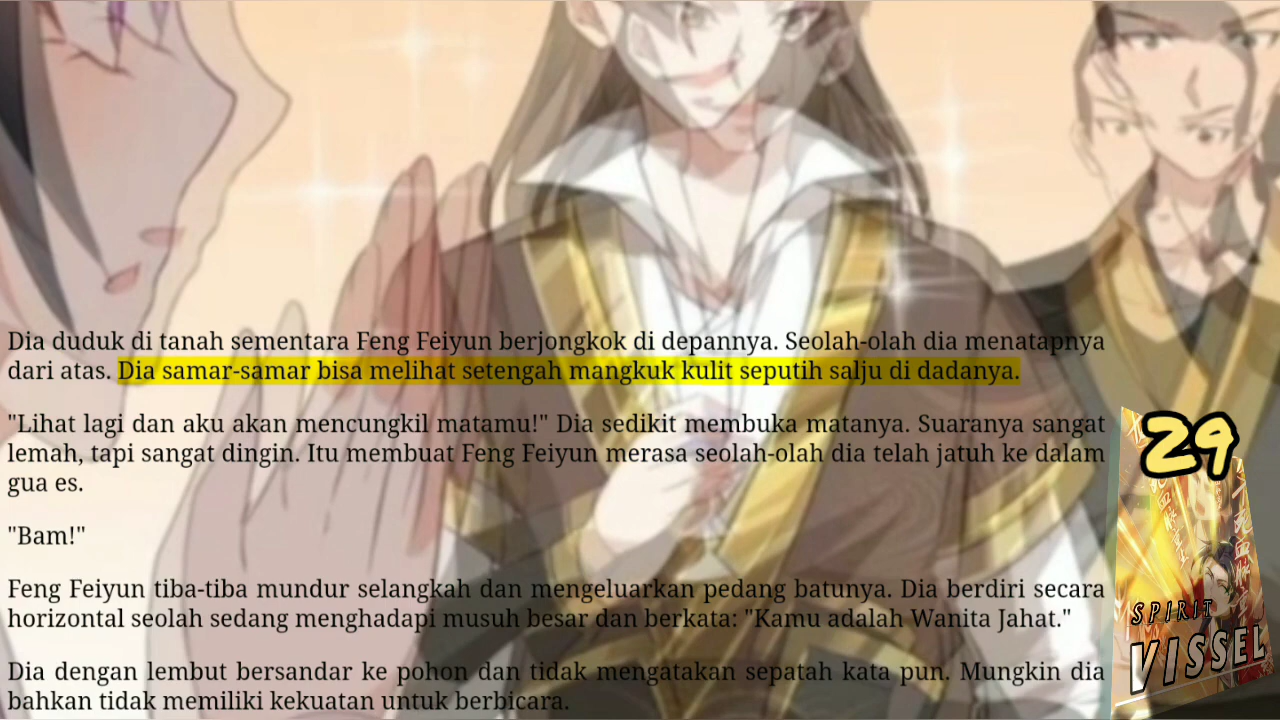 Dia duduk di tanah sementara Feng Feiyun berjongkok di depannya. Seolah-olah dia menatapnya
dari atas. Dia samar-samar bisa melihat setengah mangkuk kulit seputih salju di dadanya.
"Lihat lagi dan aku akan mencungkil matamu!" Dia sedikit membuka matanya. Suaranya sangat
lemah, tapi sangat dingin. Itu membuat Feng Feiyun merasa seolah-olah dia telah jatuh ke dalam
gua es.
"Bam!"
Feng Feiyun tiba-tiba mundur selangkah dan mengeluarkan pedang batunya. Dia berdiri secara
horizontal seolah sedang menghadapi musuh besar dan berkata: "Kamu adalah Wanita Jahat."
Dia dengan lembut bersandar ke pohon dan tidak mengatakan sepatah kata pun. Mungkin dia
bahkan tidak memiliki kekuatan untuk berbicara.
29
SPIRIT
VISSEL